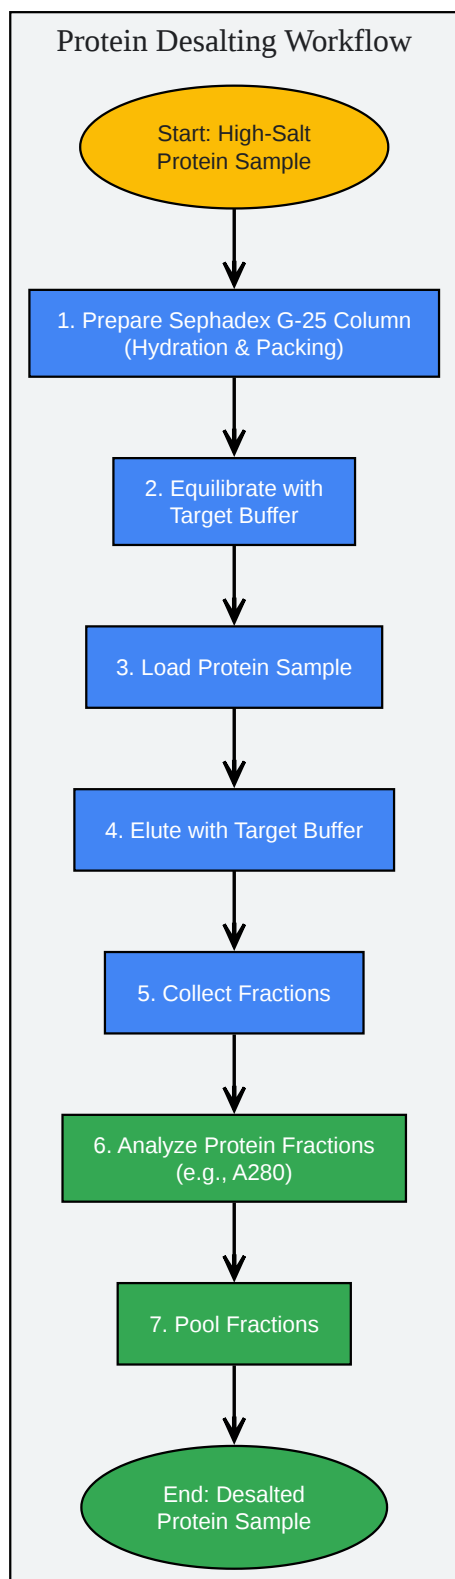 Protein Desalting Workflow
Start: High-Salt
Protein Sample
1. Prepare Sephadex G-25 Column
(Hydration & Packing)
2. Equilibrate with
Target Buffer
3. Load Protein Sample
4. Elute with Target Buffer
5. Collect Fractions
6. Analyze Protein Fractions
(e.g., A280)
7. Pool Fractions
End: Desalted
Protein Sample